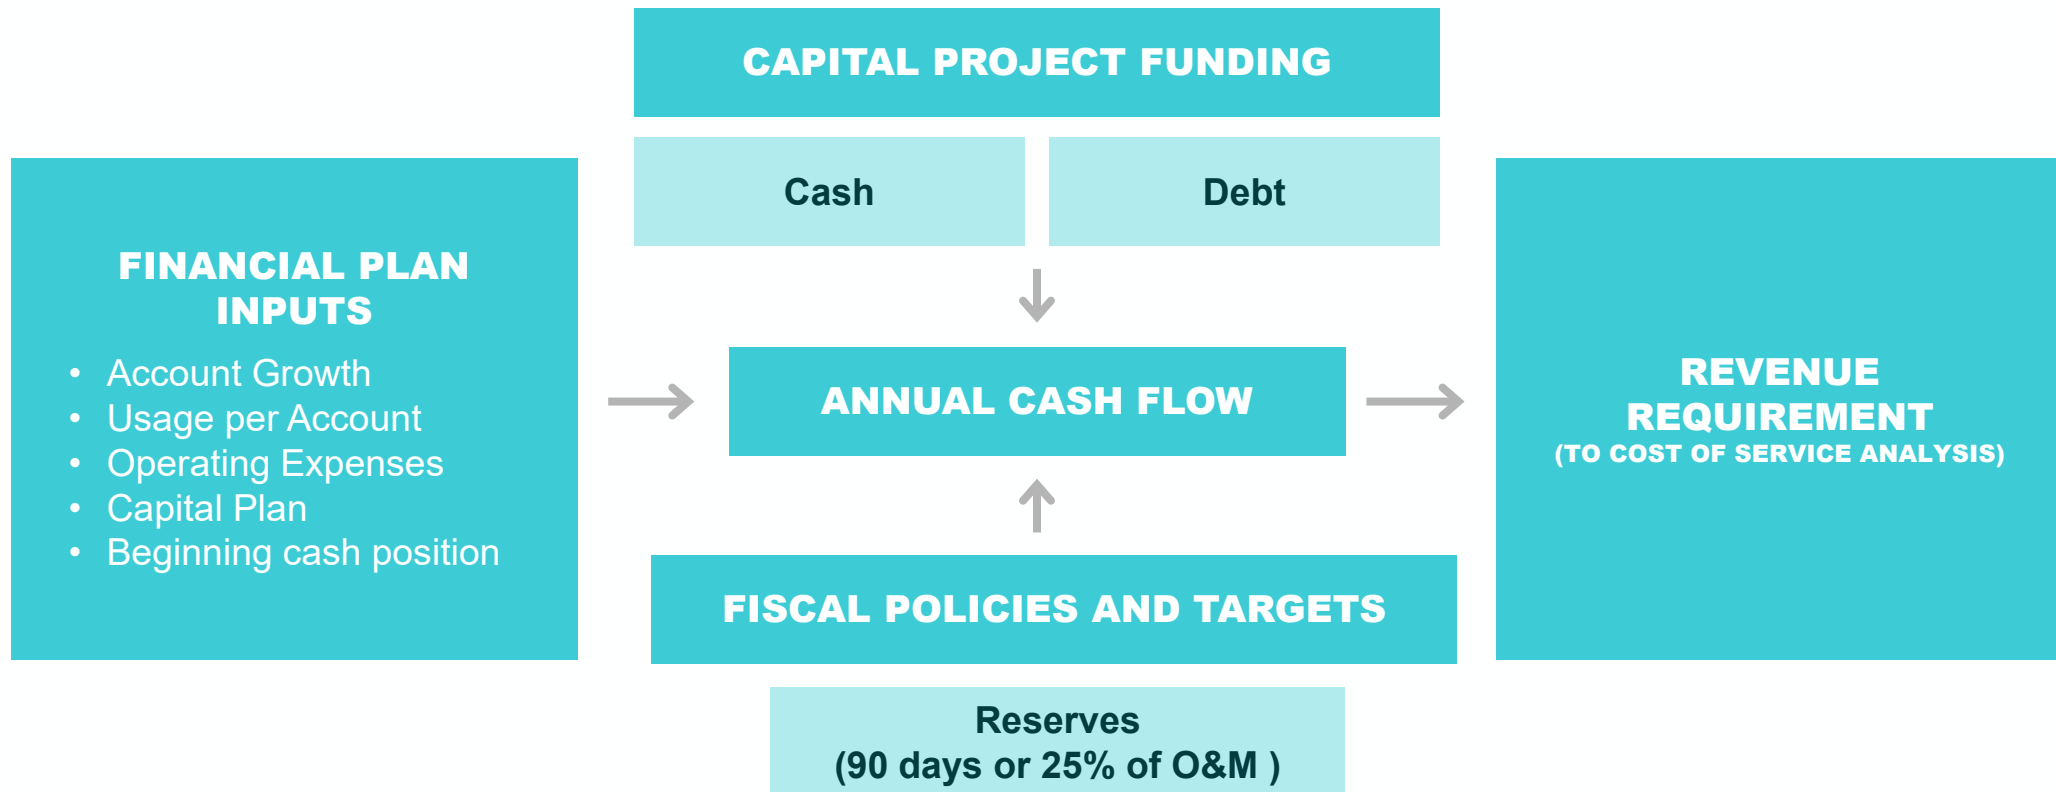 CAPITAL PROJECT FUNDING
Cash
Debt
FINANCIAL PLAN
INPUTS
• Account Growth
• Usage per Account
• Operating Expenses
• Capital Plan
• Beginning cash position
ANNUAL CASH FLOW
REVENUE
REQUIREMENT
(TO COST OF SERVICE ANALYSIS)
FISCAL POLICIES AND TARGETS
Reserves
(90 days or 25% of O&M )